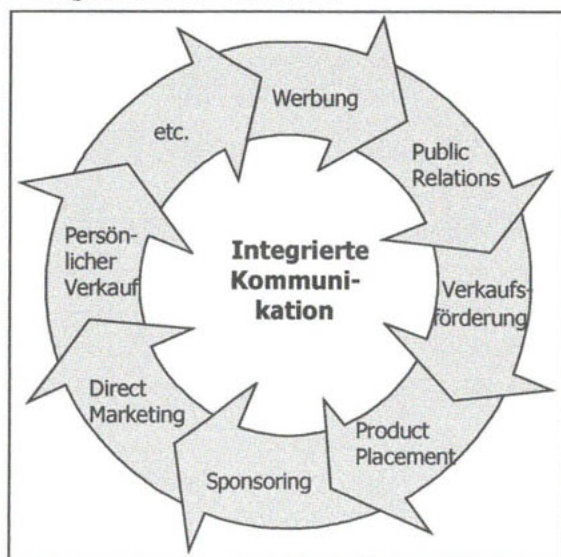 Werbung
Public
Relations
Verkaufs-
förderung
Product
Placement
Sponsoring
Direct
Marketing
Persön-
licher
Verkauf
etc.
Integrierte
Kommuni-
kation